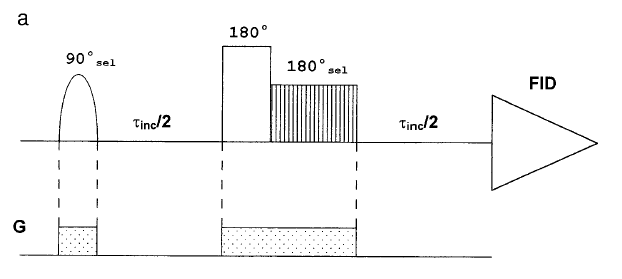 a
180°
90°sel
180°sel
FID
τinc/2
τinc/2
G